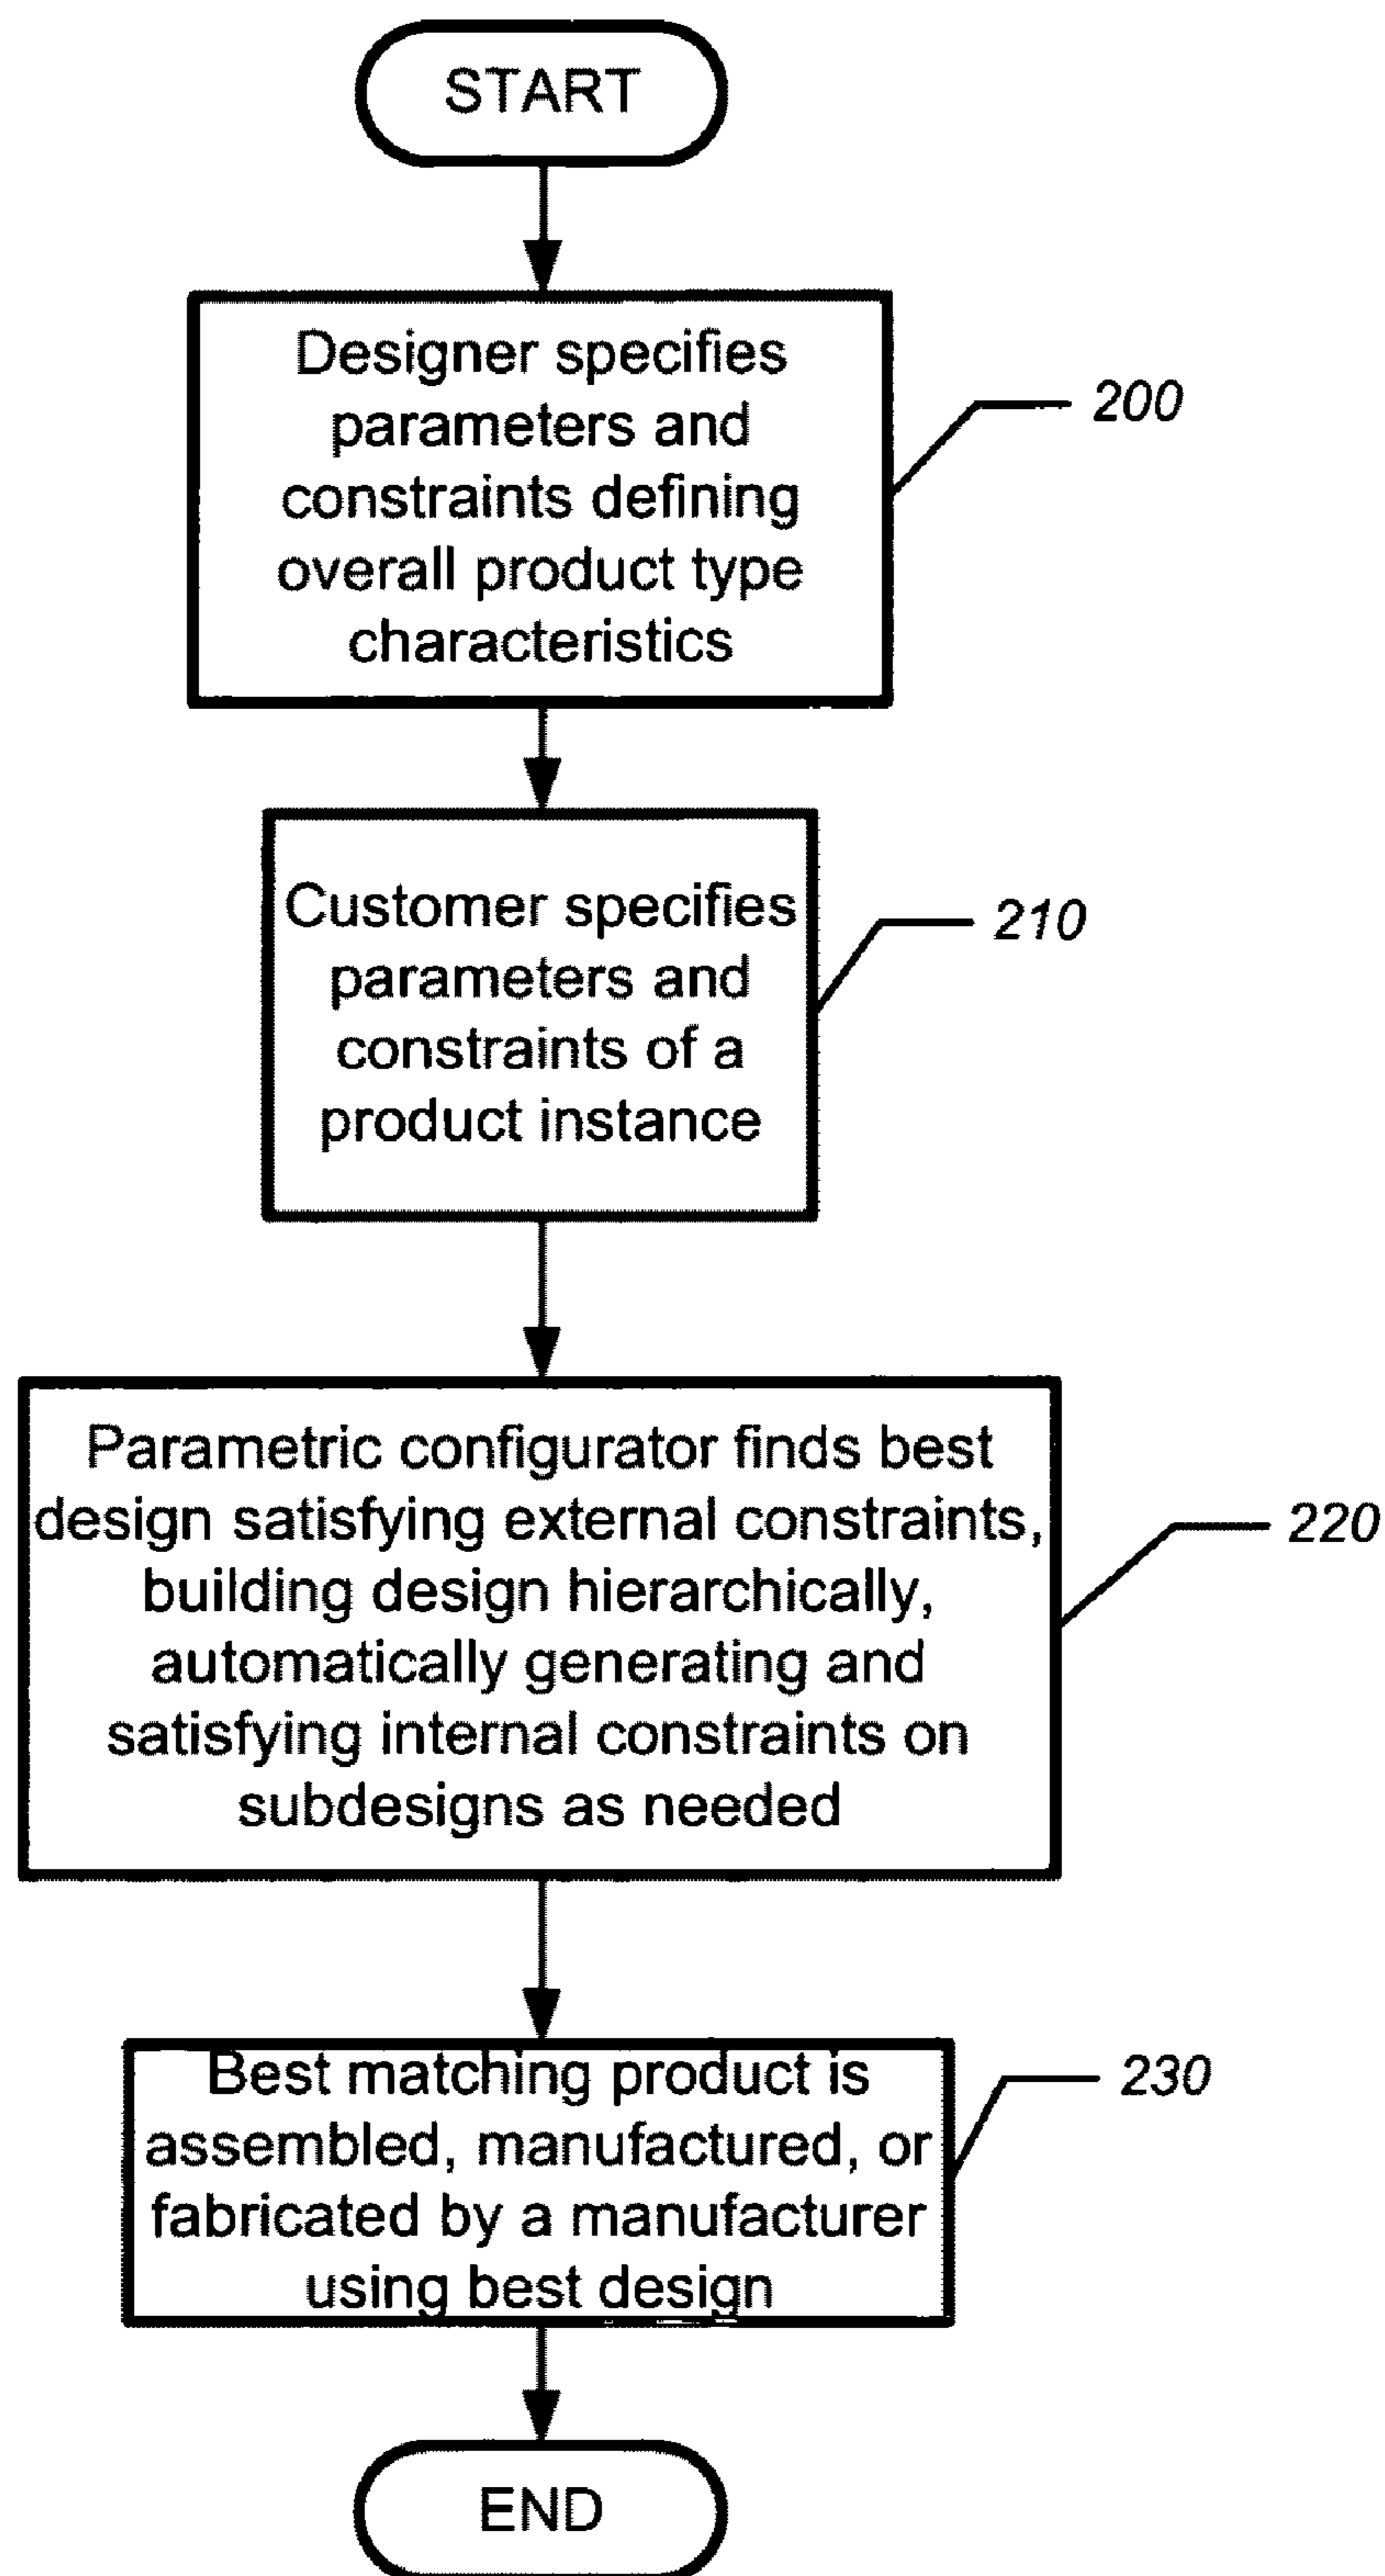 START
Designer specifies
parameters and
constraints defining
overall product type
characteristics
200
Customer specifies
parameters and
constraints of a
product instance
210
Parametric configurator finds best
design satisfying external constraints,
building design hierarchically,
automatically generating and
satisfying internal constraints on
subdesigns as needed
220
Best matching product is
assembled, manufactured, or
fabricated by a manufacturer
using best design
230
END